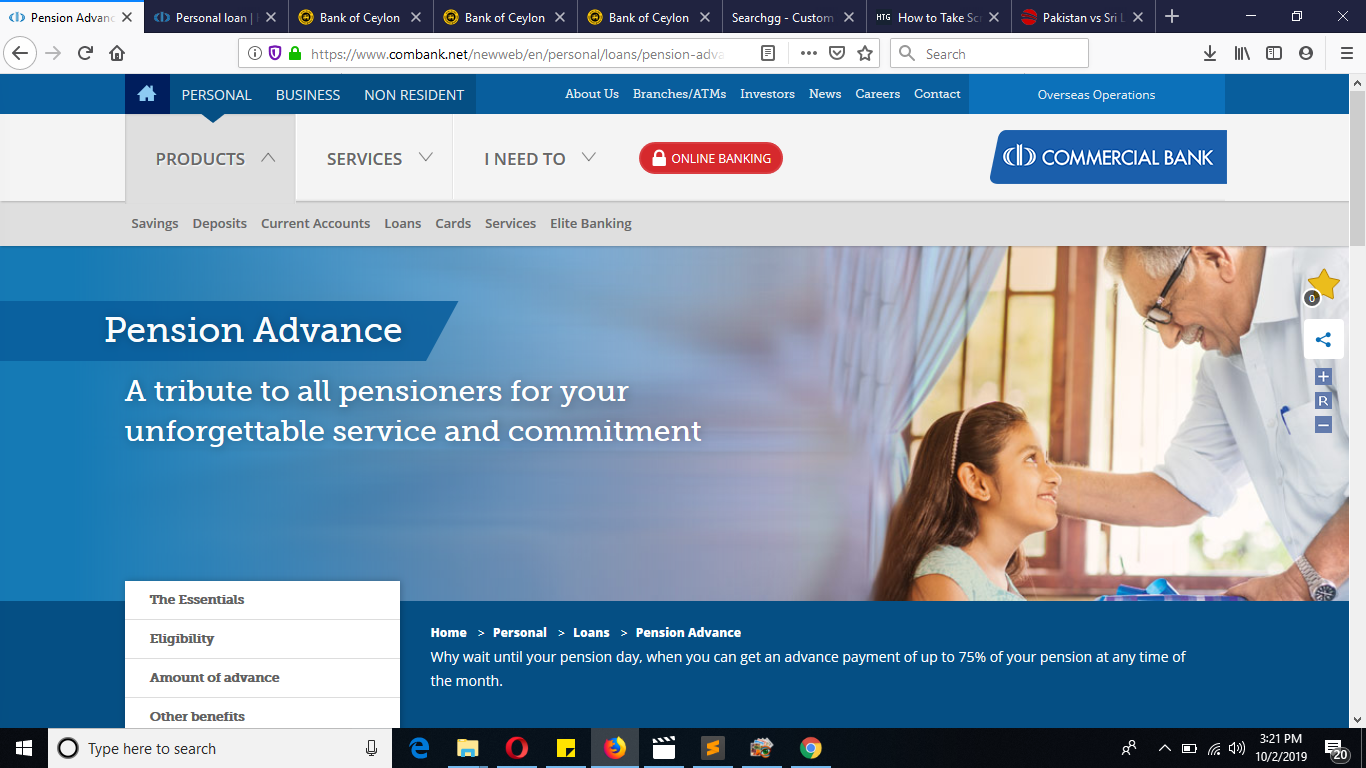 Pension Advanc
Personal loan |
Bank of Ceylon
Bank of Ceylon
Bank of Ceylon
Searchgg - Custom
HTG How to Take Sc
Pakistan vs Sri L
https://www.combank.net/newweb/en/personal/loans/pension-adva
Search
PERSONAL BUSINESS NON RESIDENT
About Us Branches/ATMs Investors News Careers Contact
Overseas Operations
PRODUCTS SERVICES I NEED TO
ONLINE BANKING
COMMERCIAL BANK
Savings Deposits Current Accounts Loans Cards Services Elite Banking
0
Pension Advance
A tribute to all pensioners for your
unforgettable service and commitment
+
R
−
The Essentials
Eligibility
Amount of advance
Other benefits
Home > Personal > Loans > Pension Advance
Why wait until your pension day, when you can get an advance payment of up to 75% of your pension at any time of
the month.
Type here to search
3:21 PM
10/2/2019
20